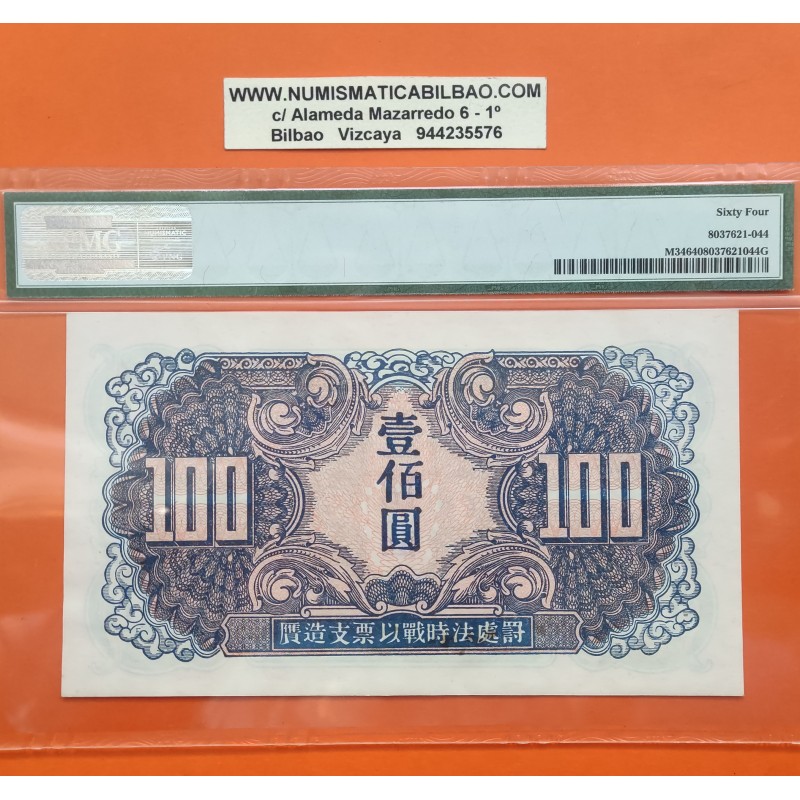 WWW.NUMISMATICABILBAO.COM
c/ Alameda Mazarredo 6 - 1º
Bilbao Vizcaya 944235576
PMG
Sixty Four
8037621-044
M346408037621044G
壹佰圓
100
100
贋造支票以戰時法處罰